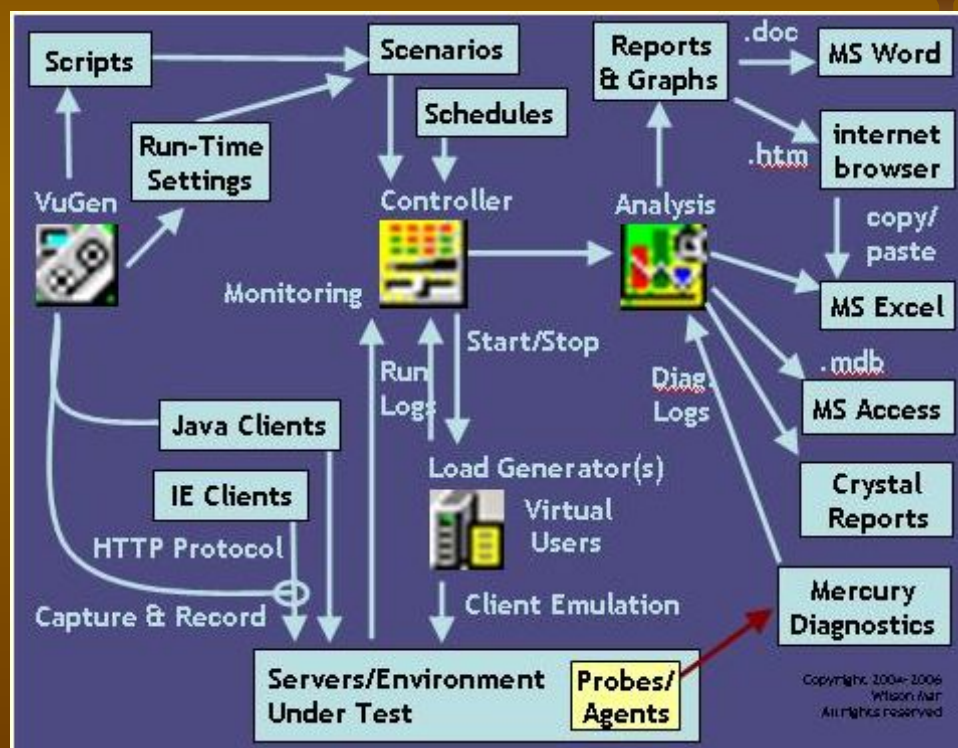 Scripts
Scenarios
Reports
& Graphs
.doc
MS Word
Schedules
Run-Time
Settings
.htm
internet
browser
VuGen
Controller
Analysis
copy/
paste
Monitoring
MS Excel
Start/Stop
Run
Logs
Diag.
Logs
.mdb
MS Access
Java Clients
Load Generator(s)
Virtual
Users
IE Clients
Crystal
Reports
HTTP Protocol
Capture & Record
Client Emulation
Mercury
Diagnostics
Servers/Environment
Under Test
Probes/
Agents
Copyright 2004-2006
Wilson Mar
All rights reserved